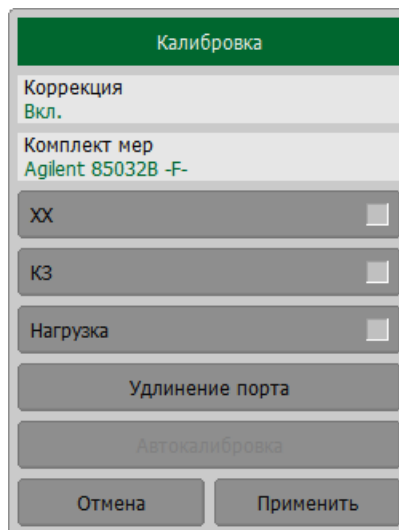 Калибровка
Коррекция
Вкл.
Комплект мер
Agilent 85032B -F-
ХХ
КЗ
Нагрузка
Удлинение порта
Автокалибровка
Отмена
Применить